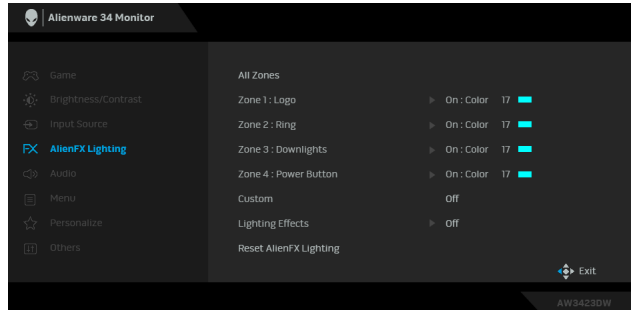 Alienware 34 Monitor
Game
Brightness/Contrast
Input Source
FX AlienFX Lighting
Audio
Menu
Personalize
Others
All Zones
Zone 1 : Logo On : Color 17
Zone 2 : Ring On : Color 17
Zone 3 : Downlights On : Color 17
Zone 4 : Power Button On : Color 17
Custom Off
Lighting Effects Off
Reset AlienFX Lighting
Exit
AW3423DW